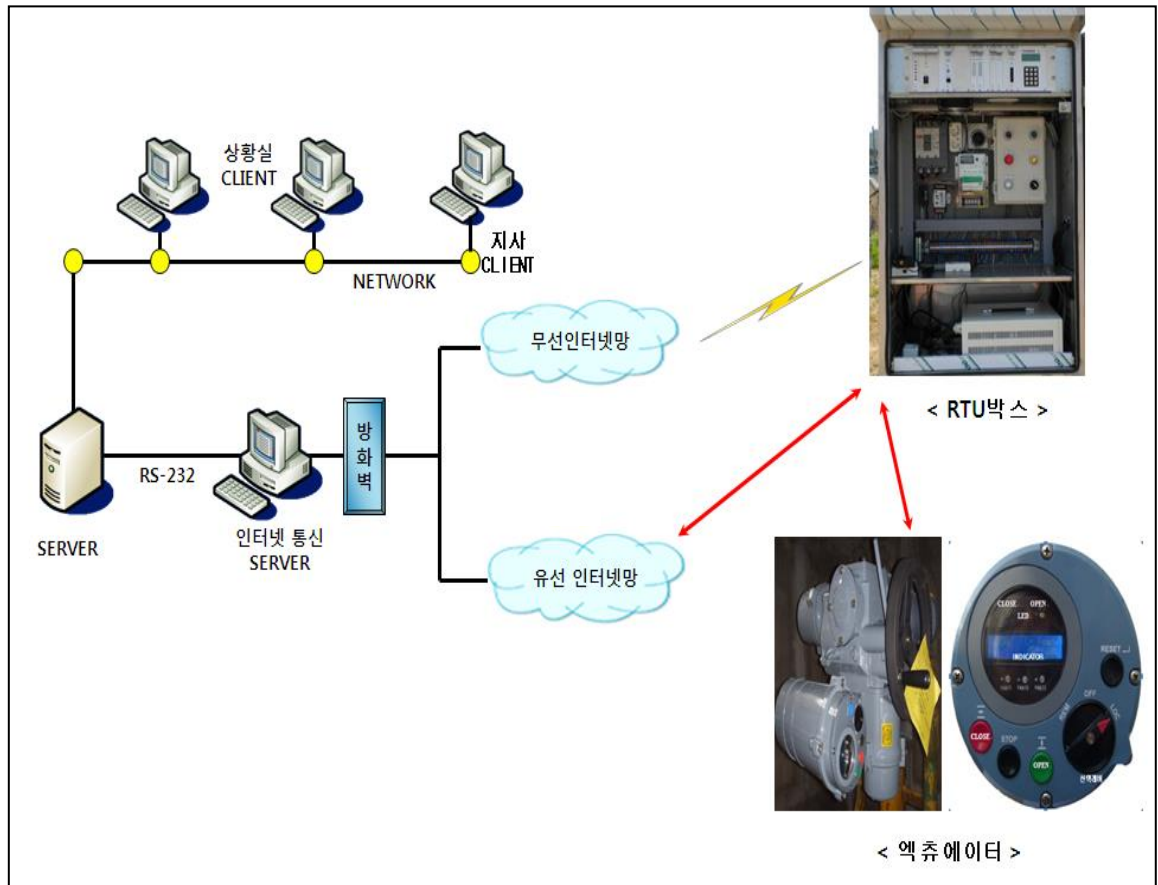 상황실
CLIENT
지사
CLIENT
NETWORK
무선인터넷망
< RTU박스 >
방
화
벽
RS-232
SERVER
인터넷 통신
SERVER
유선 인터넷망
CLOSE OPEN
LED
INDICATOR
RESET
OFF
REM
LOC
CLOSE
STOP
OPEN
< 엑츄에이터 >